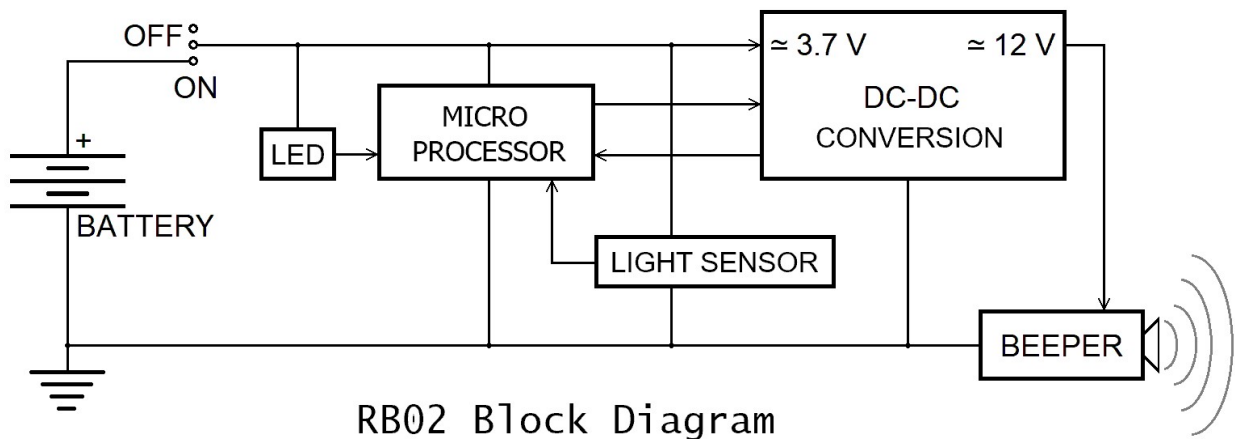 OFF
ON
≃ 3.7 V
≃ 12 V
DC-DC
CONVERSION
MICRO
PROCESSOR
LED
+
BATTERY
LIGHT SENSOR
BEEPER
RB02 Block Diagram